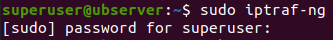 superuser@ubserver:~$ sudo iptraf-ng
[sudo] password for superuser: